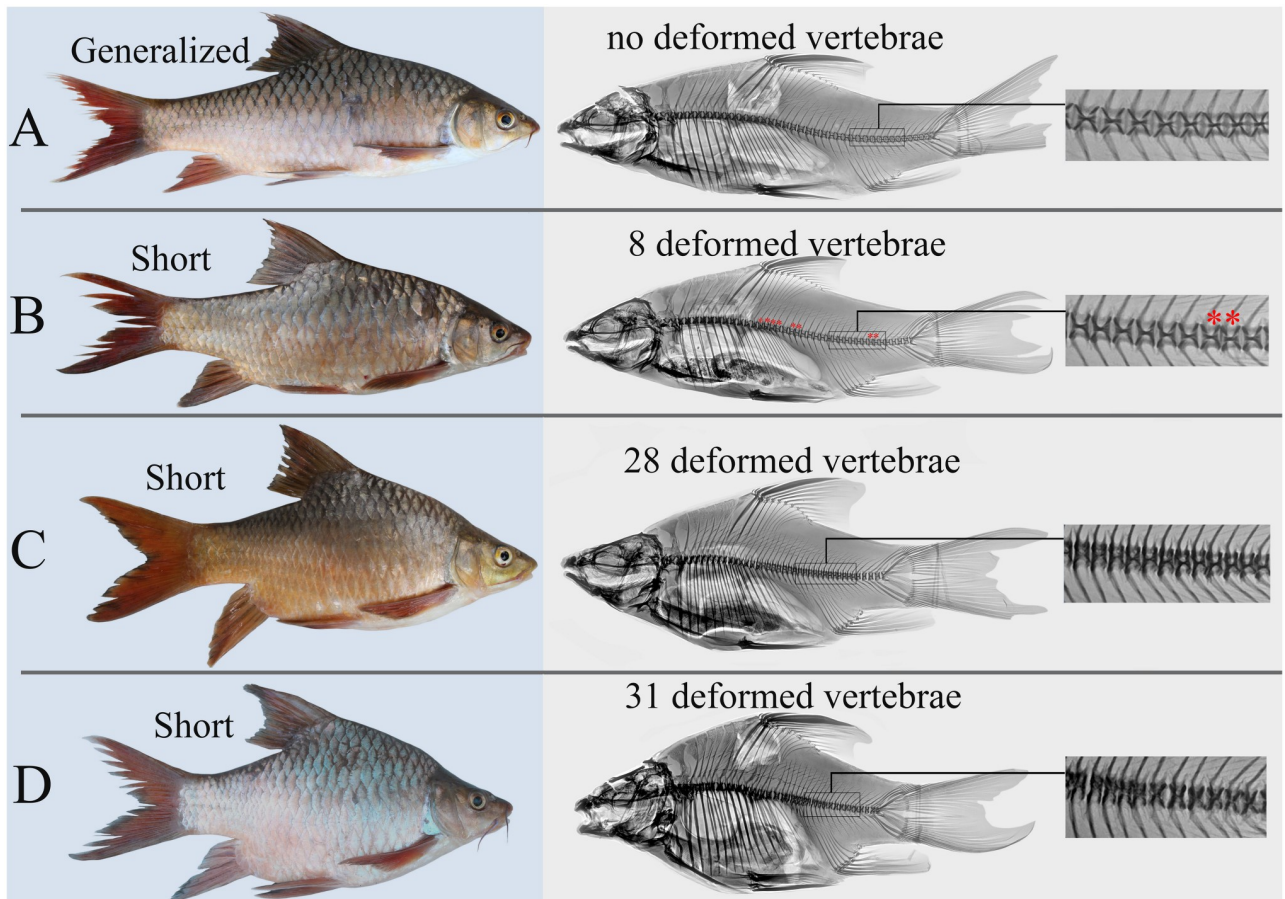 A
Generalized
no deformed vertebrae
B
Short
8 deformed vertebrae
**** ** **
**
C
Short
28 deformed vertebrae
D
Short
31 deformed vertebrae